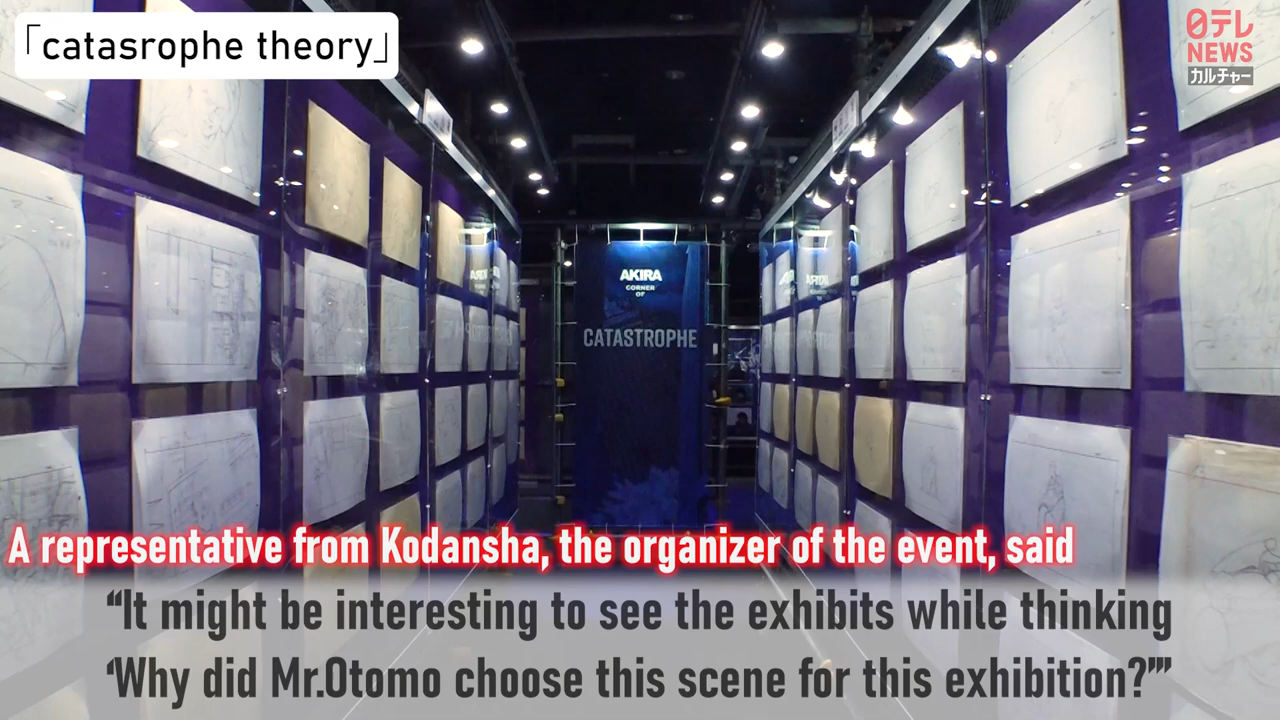 「catasrophe theory」
日テレ
NEWS
カルチャー
AKIRA
CORNER
OF
CATASTROPHE
A representative from Kodansha, the organizer of the event, said
“It might be interesting to see the exhibits while thinking
‘Why did Mr.Otomo choose this scene for this exhibition?’”